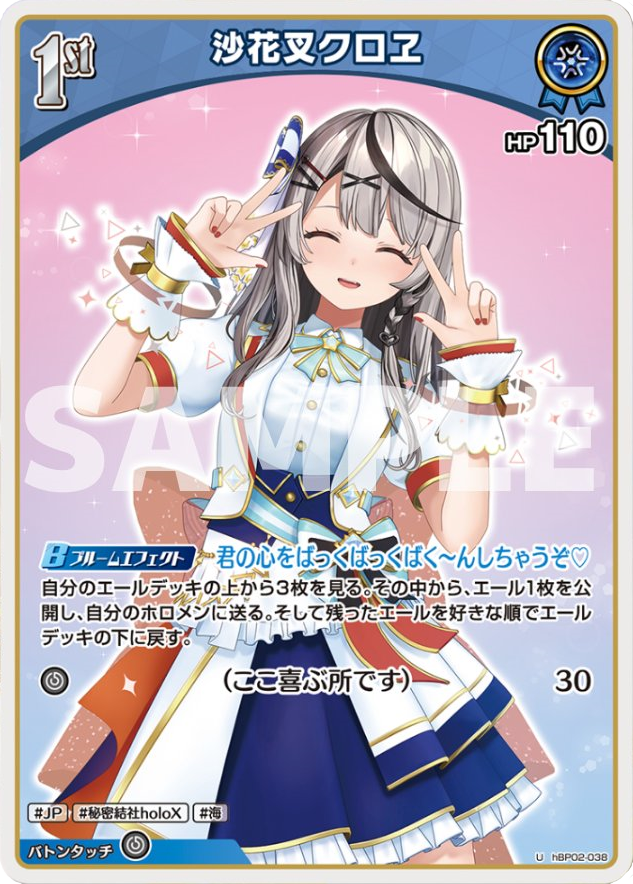 1st
沙花叉クロヱ
HP110
SAMPLE
Bブルームエフェクト 君の心をばっくばっくばく～んしちゃうぞ♡
自分のエールデッキの上から3枚を見る。その中から、エール1枚を公
開し、自分のホロメンに送る。そして残ったエールを好きな順でエール
デッキの下に戻す。
(ここ喜ぶ所です) 30
#JP #秘密結社holoX #海
バトンタッチ
U hBP02-038